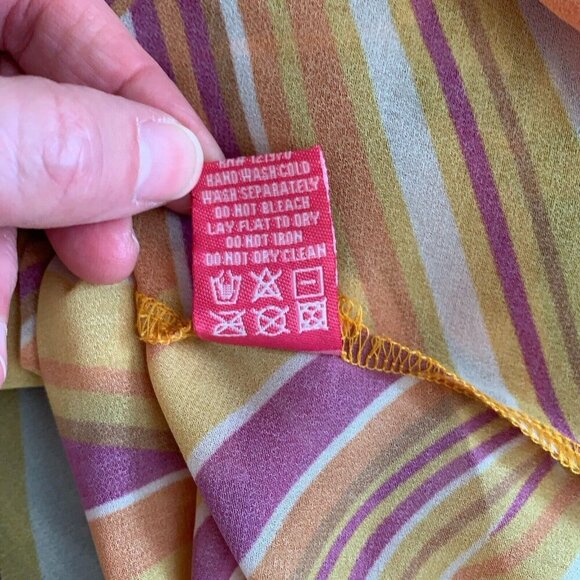 HAND WASH COLD
WASH SEPARATELY
DO NOT BLEACH
LAY FLAT TO DRY
DO NOT IRON
DO NOT DRY CLEAN